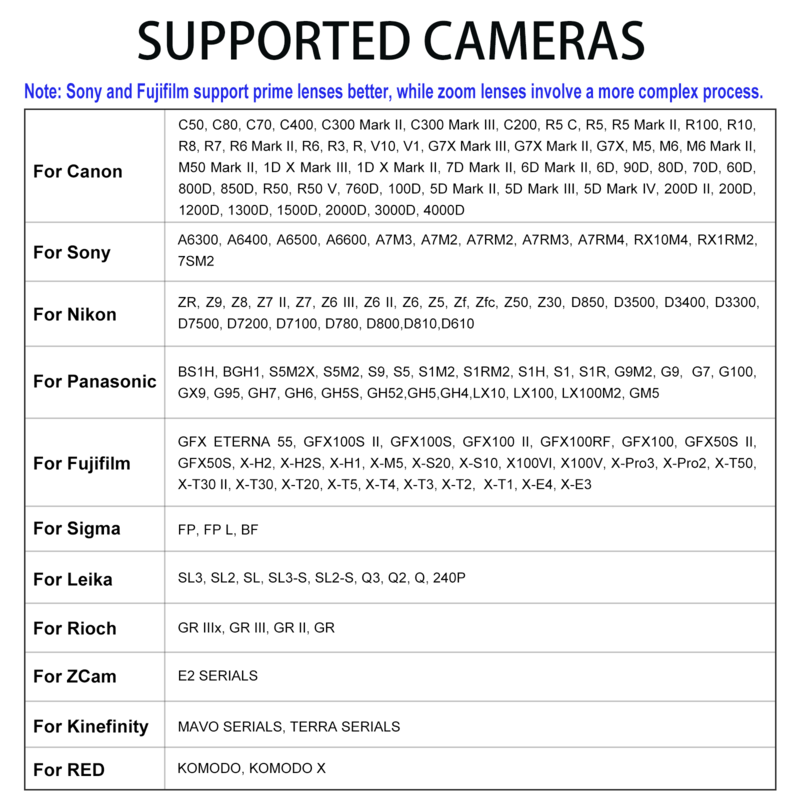 SUPPORTED CAMERAS
Note: Sony and Fujifilm support prime lenses better, while zoom lenses involve a more complex process.
For Canon
C50, C80, C70, C400, C300 Mark II, C300 Mark III, C200, R5 C, R5, R5 Mark II, R100, R10,
R8, R7, R6 Mark II, R6, R3, R, V10, V1, G7X Mark III, G7X Mark II, G7X, M5, M6, M6 Mark II,
M50 Mark II, 1D X Mark III, 1D X Mark II, 7D Mark II, 6D Mark II, 6D, 90D, 80D, 70D, 60D,
800D, 850D, R50, R50 V, 760D, 100D, 5D Mark II, 5D Mark III, 5D Mark IV, 200D II, 200D,
1200D, 1300D, 1500D, 2000D, 3000D, 4000D
For Sony
A6300, A6400, A6500, A6600, A7M3, A7M2, A7RM2, A7RM3, A7RM4, RX10M4, RX1RM2,
7SM2
For Nikon
ZR, Z9, Z8, Z7 II, Z7, Z6 III, Z6 II, Z6, Z5, Zf, Zfc, Z50, Z30, D850, D3500, D3400, D3300,
D7500, D7200, D7100, D780, D800,D810,D610
For Panasonic
BS1H, BGH1, S5M2X, S5M2, S9, S5, S1M2, S1RM2, S1H, S1, S1R, G9M2, G9, G7, G100,
GX9, G95, GH7, GH6, GH5S, GH52,GH5,GH4,LX10, LX100, LX100M2, GM5
For Fujifilm
GFX ETERNA 55, GFX100S II, GFX100S, GFX100 II, GFX100RF, GFX100, GFX50S II,
GFX50S, X-H2, X-H2S, X-H1, X-M5, X-S20, X-S10, X100VI, X100V, X-Pro3, X-Pro2, X-T50,
X-T30 II, X-T30, X-T20, X-T5, X-T4, X-T3, X-T2, X-T1, X-E4, X-E3
For Sigma
FP, FP L, BF
For Leika
SL3, SL2, SL, SL3-S, SL2-S, Q3, Q2, Q, 240P
For Rioch
GR IIIx, GR III, GR II, GR
For ZCam
E2 SERIALS
For Kinefinity
MAVO SERIALS, TERRA SERIALS
For RED
KOMODO, KOMODO X